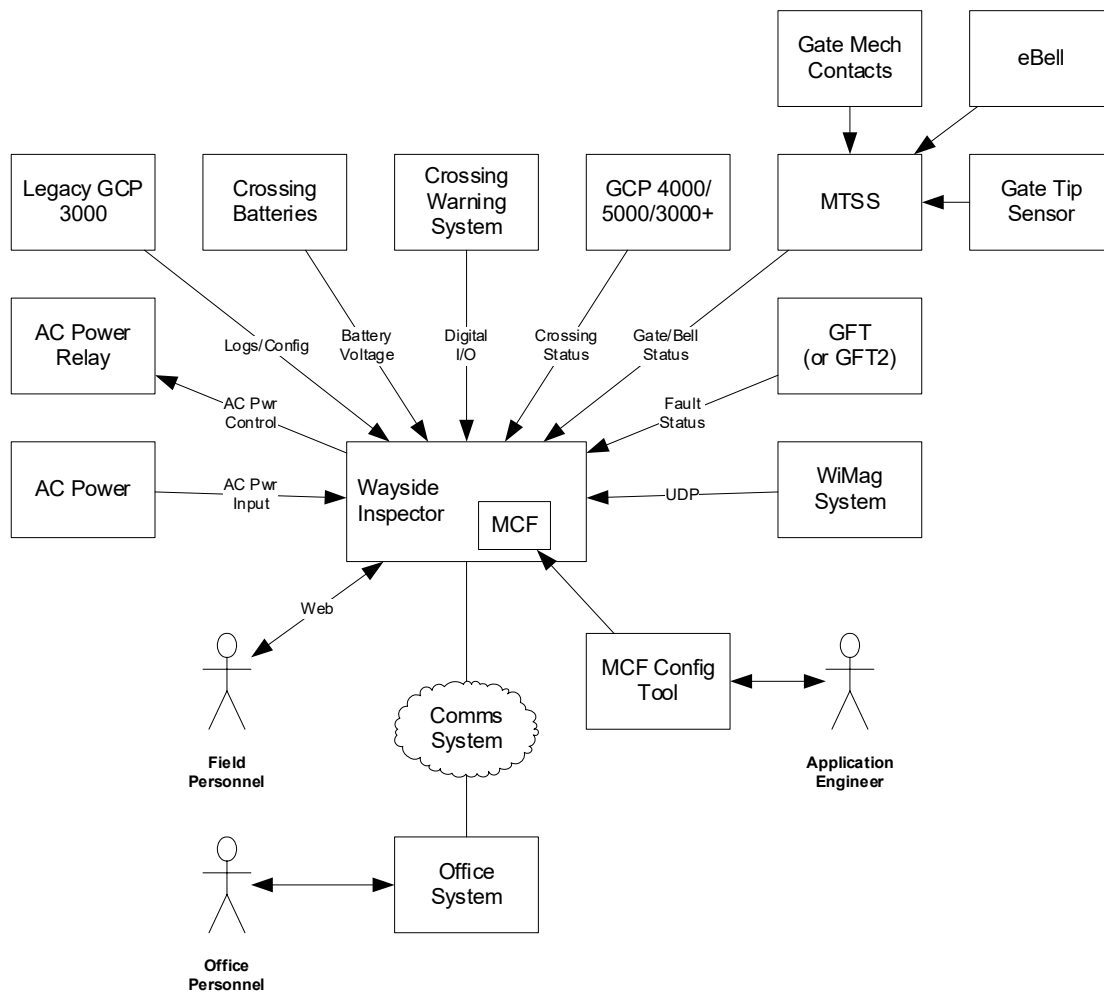 Gate Mech
Contacts
eBell
Legacy GCP
3000
Crossing
Batteries
Crossing
Warning
System
GCP 4000/
5000/3000+
MTSS
Gate Tip
Sensor
AC Power
Relay
Logs/Config
Battery
Voltage
Digital
I/O
Crossing
Status
Gate/Bell
Status
GFT
(or GFT2)
AC Pwr
Control
Fault
Status
AC Power
AC Pwr
Input
Wayside
Inspector
MCF
UDP
WiMag
System
Web
MCF Config
Tool
Comms
System
Field
Personnel
Application
Engineer
Office
System
Office
Personnel